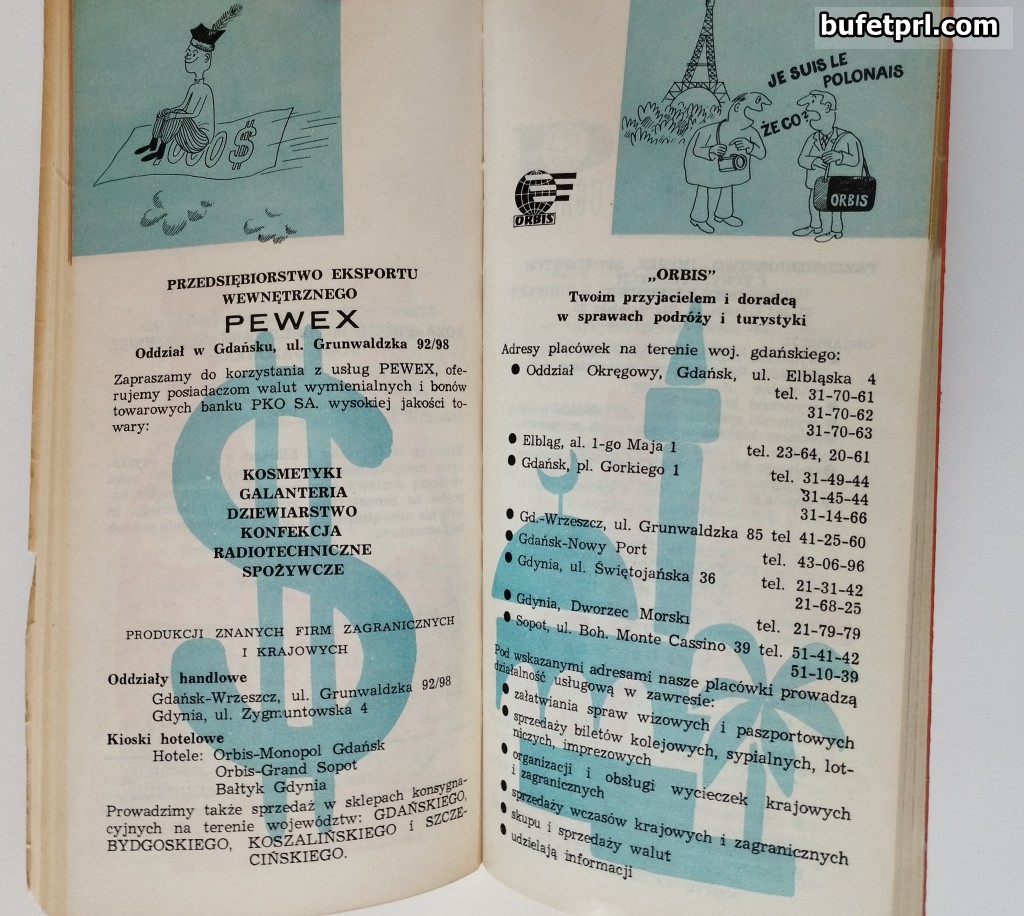 bufetprl.com
1000$
PRZEDSIĘBIORSTWO EKSPORTU
WEWNĘTRZNEGO
PEWEX
Oddział w Gdańsku, ul. Grunwaldzka 92/98
Zapraszamy do korzystania z usług PEWEX, ofe-
rujemy posiadaczom walut wymienialnych i bonów
towarowych banku PKO SA. wysokiej jakości to-
wary:
KOSMETYKI
GALANTERIA
DZIEWIARSTWO
KONFEKCJA
RADIOTECHNICZNE
SPOŻYWCZE
PRODUKCJI ZNANYCH FIRM ZAGRANICZNYCH
I KRAJOWYCH
Oddziały handlowe
Gdańsk-Wrzeszcz, ul. Grunwaldzka 92/98
Gdynia, ul. Zygmuntowska 4
Kioski hotelowe
Hotele: Orbis-Monopol Gdańsk
Orbis-Grand Sopot
Bałtyk Gdynia
Prowadzimy także sprzedaż w sklepach konsygna-
cyjnych na terenie województw: GDAŃSKIEGO,
BYDGOSKIEGO, KOSZALIŃSKIEGO i SZCZE-
CIŃSKIEGO.
JE SUIS LE
POLONAIS
ŻE CO?
ORBIS
ORBIS
„ORBIS”
Twoim przyjacielem i doradcą
w sprawach podróży i turystyki
Adresy placówek na terenie woj. gdańskiego:
● Oddział Okręgowy, Gdańsk, ul. Elbląska 4
tel. 31-70-61
31-70-62
31-70-63
● Elbląg, al. 1-go Maja 1 tel. 23-64, 20-61
● Gdańsk, pl. Gorkiego 1 tel. 31-49-44
31-45-44
31-14-66
● Gd.-Wrzeszcz, ul. Grunwaldzka 85 tel 41-25-60
● Gdańsk-Nowy Port tel. 43-06-96
● Gdynia, ul. Świętojańska 36 tel. 21-31-42
21-68-25
● Gdynia, Dworzec Morski tel. 21-79-79
● Sopot, ul. Boh. Monte Cassino 39 tel. 51-41-42
51-10-39
Pod wskazanymi adresami nasze placówki prowadzą
działalność usługową w zawresie:
● załatwiania spraw wizowych i paszportowych
● sprzedaży biletów kolejowych, sypialnych, lot-
niczych, imprezowych
● organizacji i obsługi wycieczek krajowych
i zagranicznych
● sprzedaży wczasów krajowych i zagranicznych
● skupu i sprzedaży walut
● udzielają informacji